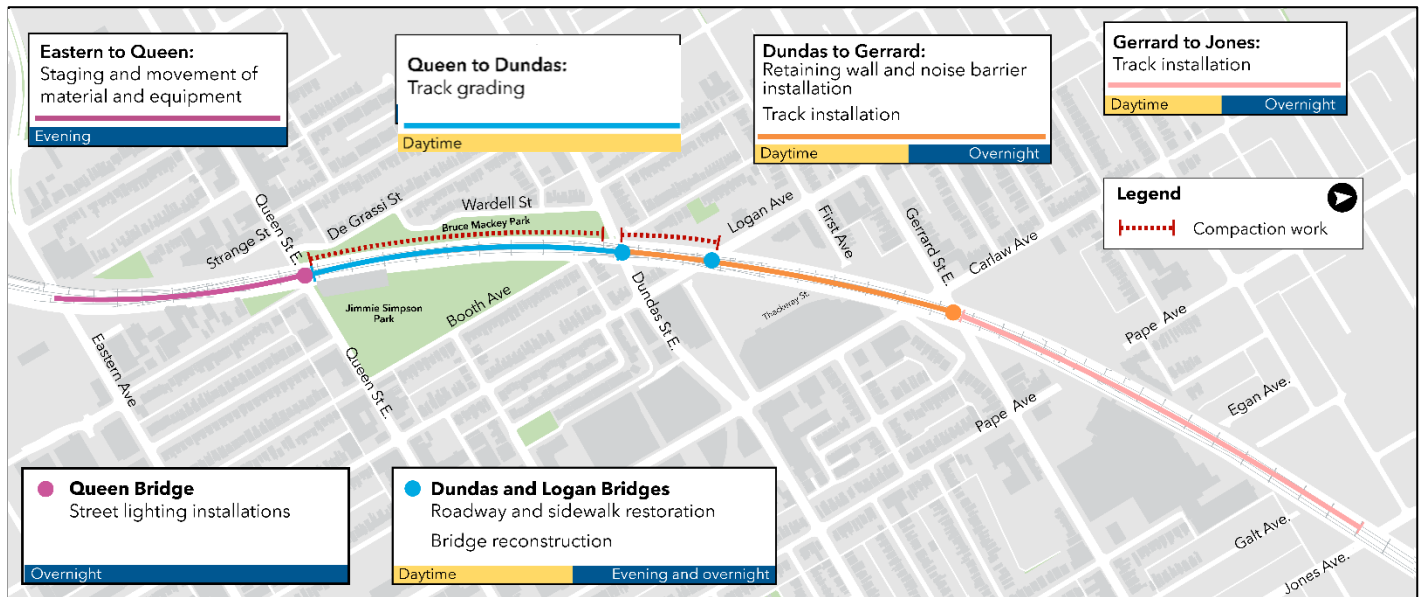 Eastern to Queen:
Staging and movement of
material and equipment
Evening
Queen to Dundas:
Track grading
Daytime
Dundas to Gerrard:
Retaining wall and noise barrier
installation
Track installation
Daytime
Overnight
Gerrard to Jones:
Track installation
Daytime
Overnight
Legend
Compaction work
Queen St E.
Strange St
De Grassi St
Wardell St
Bruce Mackey Park
Logan Ave
First Ave
Gerrard St E.
Carlaw Ave
Jimmie Simpson
Park
Booth Ave
Dundas St E.
Thackeray St.
Eastern Ave
Queen St E.
Pape Ave
Pape Ave
Egan Ave.
Galt Ave.
Jones Ave.
Queen Bridge
Street lighting installations
Overnight
Dundas and Logan Bridges
Roadway and sidewalk restoration
Bridge reconstruction
Daytime
Evening and overnight